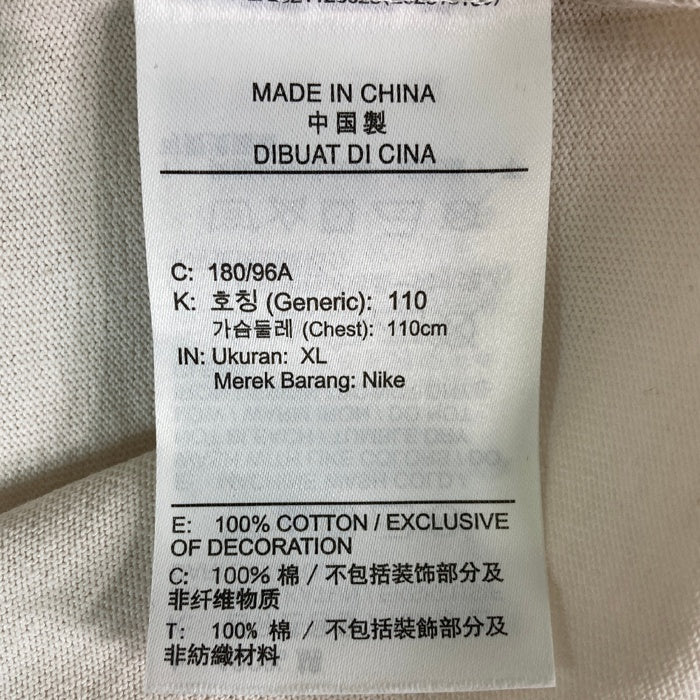 MADE IN CHINA
中国製
DIBUAT DI CINA
C: 180/96A
K: 호칭 (Generic): 110
가슴둘레 (Chest): 110cm
IN: Ukuran: XL
Merek Barang: Nike
E: 100% COTTON / EXCLUSIVE
OF DECORATION
C: 100% 棉 / 不包括装饰部分及
非纤维物质
T: 100% 棉 / 不包括裝飾部分及
非紡織材料